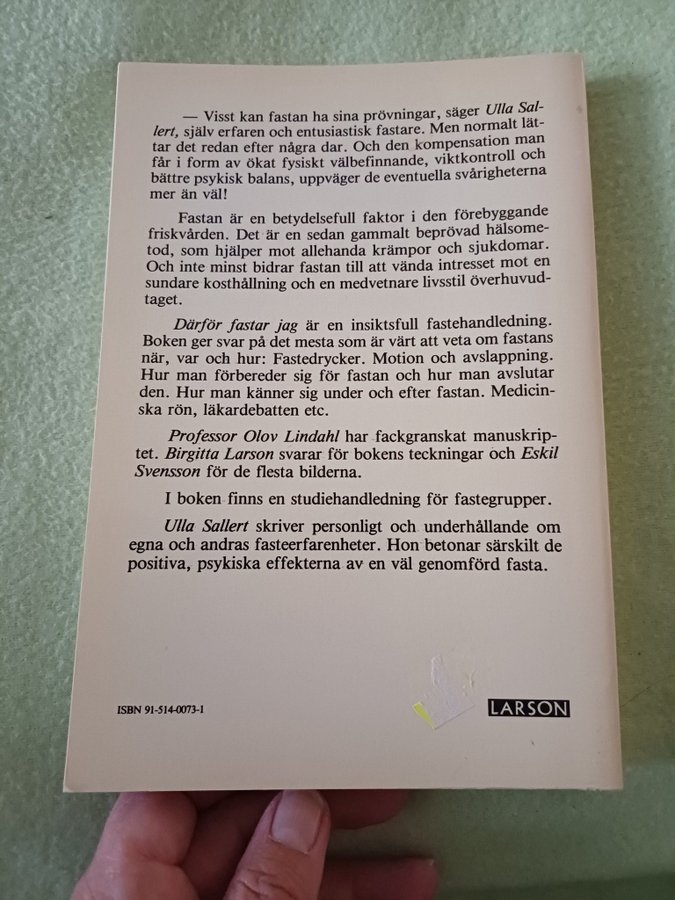 — Visst kan fastan ha sina prövningar, säger Ulla Sal-
lert, själv erfaren och entusiastisk fastare. Men normalt lät-
tar det redan efter några dar. Och den kompensation man
får i form av ökat fysiskt välbefinnande, viktkontroll och
bättre psykisk balans, uppväger de eventuella svårigheterna
mer än väl!
Fastan är en betydelsefull faktor i den förebyggande
friskvården. Det är en sedan gammalt beprövad hälsome-
tod, som hjälper mot allehanda krämpor och sjukdomar.
Och inte minst bidrar fastan till att vända intresset mot en
sundare kosthållning och en medvetnare livsstil överhuvud-
taget.
Därför fastar jag är en insiktsfull fastehandledning.
Boken ger svar på det mesta som är värt att veta om fastans
när, var och hur: Fastedrycker. Motion och avslappning.
Hur man förbereder sig för fastan och hur man avslutar
den. Hur man känner sig under och efter fastan. Medicin-
ska rön, läkardebatten etc.
Professor Olov Lindahl har fackgranskat manuskrip-
tet. Birgitta Larson svarar för bokens teckningar och Eskil
Svensson för de flesta bilderna.
I boken finns en studiehandledning för fastegrupper.
Ulla Sallert skriver personligt och underhållande om
egna och andras fasteerfarenheter. Hon betonar särskilt de
positiva, psykiska effekterna av en väl genomförd fasta.
ISBN 91-514-0073-1
LARSON